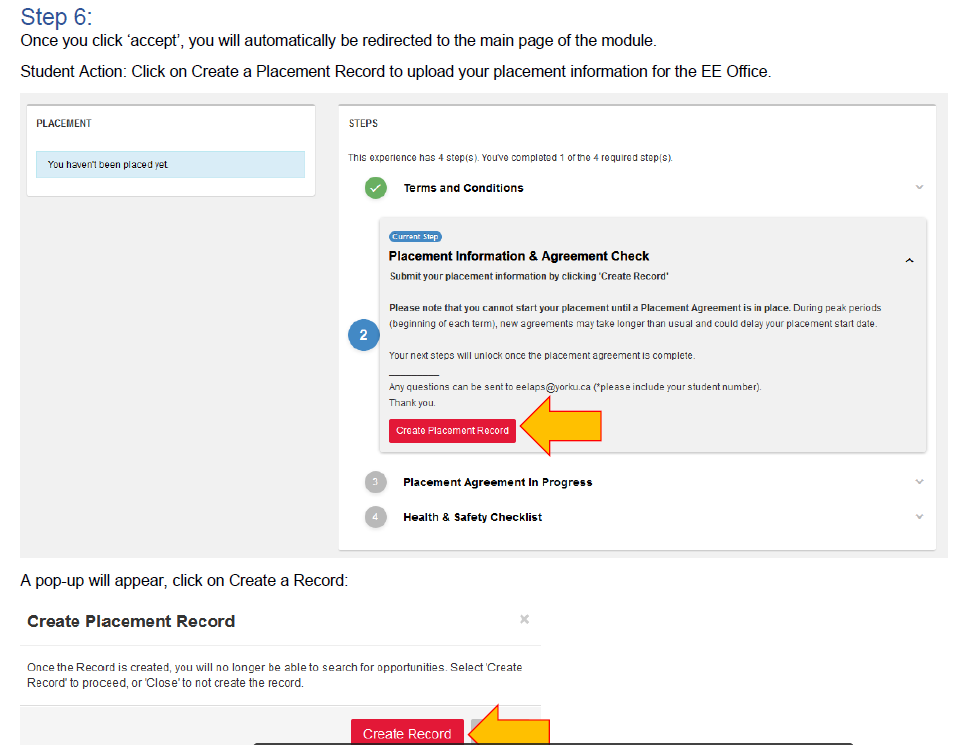 Step 6:
Once you click ‘accept’, you will automatically be redirected to the main page of the module.
Student Action: Click on Create a Placement Record to upload your placement information for the EE Office.
PLACEMENT
You haven't been placed yet.
STEPS
This experience has 4 step(s). You've completed 1 of the 4 required step(s).
Terms and Conditions
Current Step
Placement Information & Agreement Check
Submit your placement information by clicking 'Create Record'
Please note that you cannot start your placement until a Placement Agreement is in place. During peak periods
(beginning of each term), new agreements may take longer than usual and could delay your placement start date.
2
Your next steps will unlock once the placement agreement is complete.
Any questions can be sent to eelaps@yorku.ca (*please include your student number).
Thank you.
Create Placement Record
3
Placement Agreement In Progress
4
Health & Safety Checklist
A pop-up will appear, click on Create a Record:
Create Placement Record
Once the Record is created, you will no longer be able to search for opportunities. Select 'Create
Record' to proceed, or 'Close' to not create the record.
Create Record